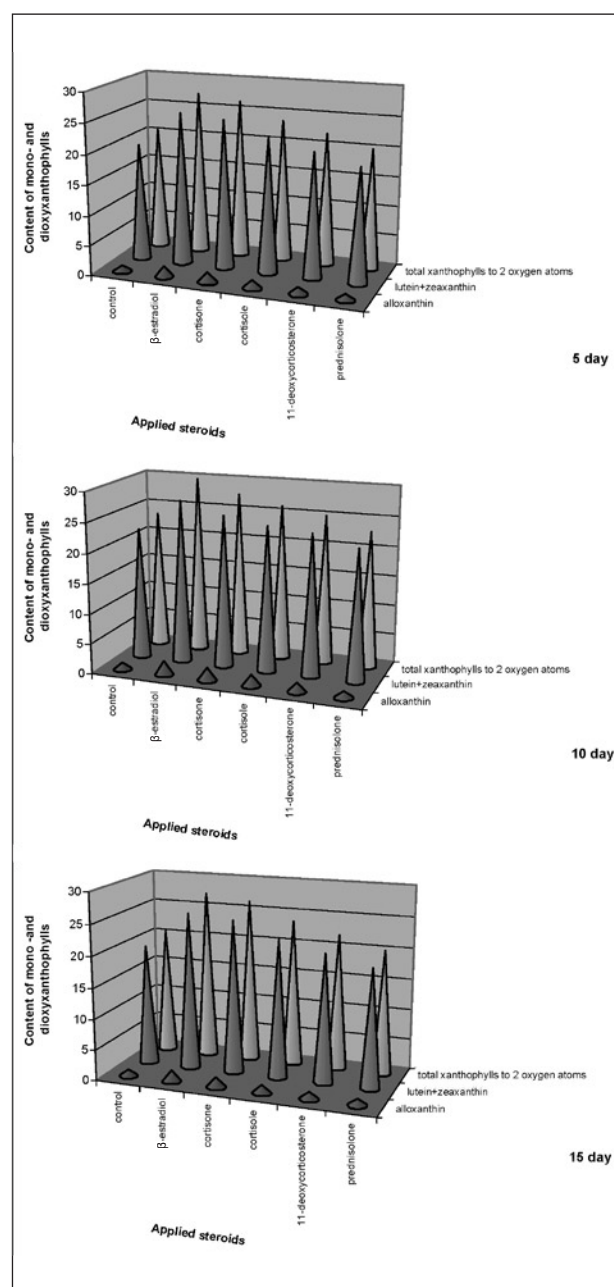 Content of mono- and
dioxyxanthophylls
30
25
20
15
10
5
0
control
β-estradiol
cortisone
cortisole
11-deoxycorticosterone
prednisolone
total xanthophylls to 2 oxygen atoms
lutein+zeaxanthin
alloxanthin
5 day
Applied steroids
Content of mono- and
dioxyxanthophylls
30
25
20
15
10
5
0
control
β-estradiol
cortisone
cortisole
11-deoxycorticosterone
prednisolone
total xanthophylls to 2 oxygen atoms
lutein+zeaxanthin
alloxanthin
10 day
Applied steroids
Content of mono -and
dioxyxanthophylls
30
25
20
15
10
5
0
control
β-estradiol
cortisone
cortisole
11-deoxycorticosterone
prednisolone
total xanthophylls to 2 oxygen atoms
lutein+zeaxanthin
alloxanthin
15 day
Applied steroids